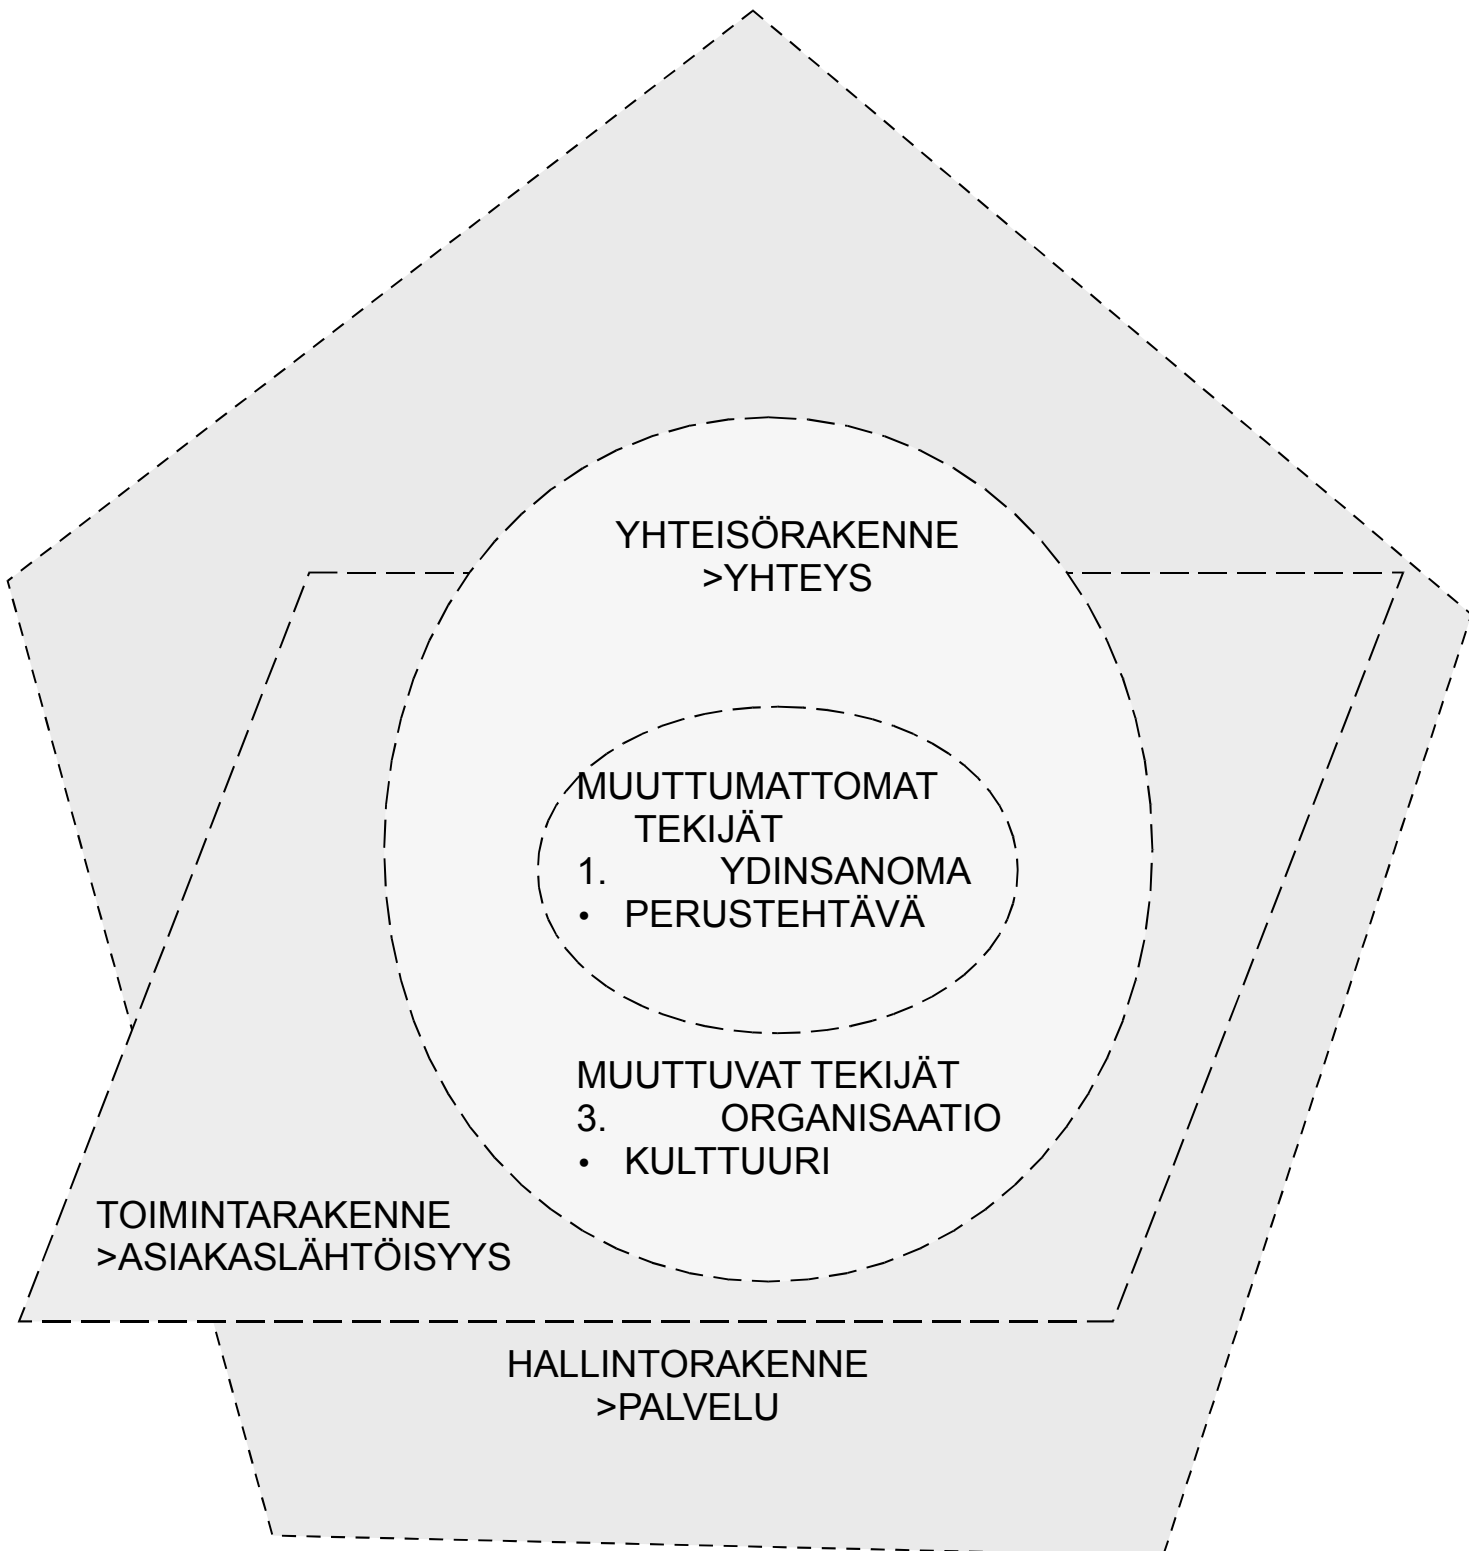 YHTEISÖRAKENNE
>YHTEYS
MUUTTUMATTOMAT
TEKIJÄT
1. YDINSANOMA
• PERUSTEHTÄVÄ
MUUTTUVAT TEKIJÄT
3. ORGANISAATIO
• KULTTUURI
TOIMINTARAKENNE
>ASIAKASLÄHTÖISYYS
HALLINTORAKENNE
>PALVELU